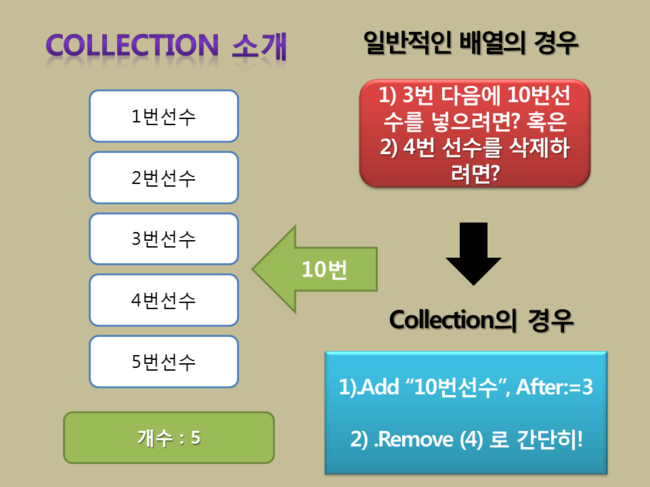 COLLECTION 소개
1번선수
2번선수
3번선수
4번선수
5번선수
개수 : 5
10번
일반적인 배열의 경우
1) 3번 다음에 10번선
수를 넣으려면? 혹은
2) 4번 선수를 삭제하
려면?
Collection의 경우
1).Add “10번선수”, After:=3
2) .Remove (4) 로 간단히!